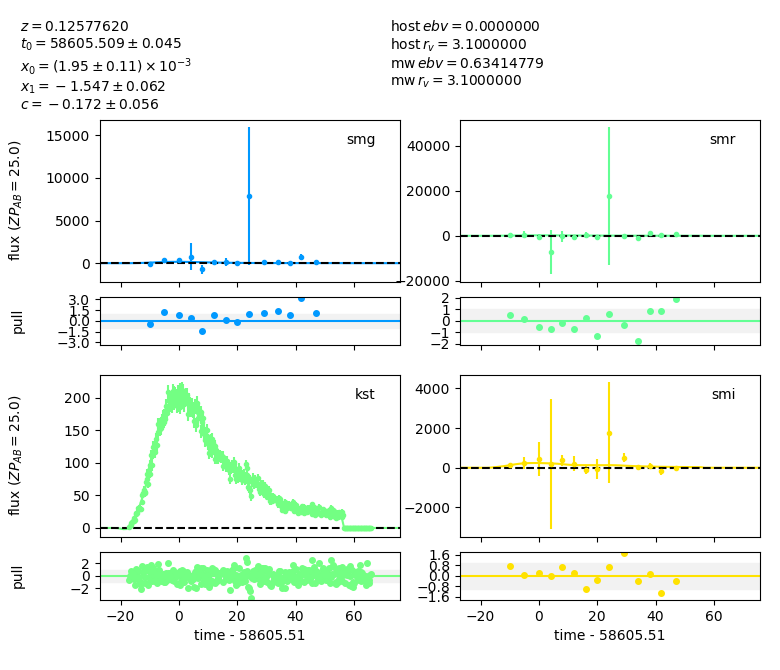 z = 0.12577620
t₀ = 58605.509 ± 0.045
x₀ = (1.95 ± 0.11) × 10⁻³
x₁ = −1.547 ± 0.062
c = −0.172 ± 0.056
host ebv = 0.0000000
host r_v = 3.1000000
mw ebv = 0.63414779
mw r_v = 3.1000000
smg
15000
10000
5000
0
flux (ZP_AB = 25.0)
smr
40000
20000
0
−20000
3.0
1.5
0.0
−1.5
−3.0
pull
2
1
0
−1
−2
kst
200
150
100
50
0
flux (ZP_AB = 25.0)
smi
4000
2000
0
−2000
2
0
−2
pull
−20
0
20
40
60
time - 58605.51
1.6
0.8
0.0
−0.8
−1.6
−20
0
20
40
60
time - 58605.51